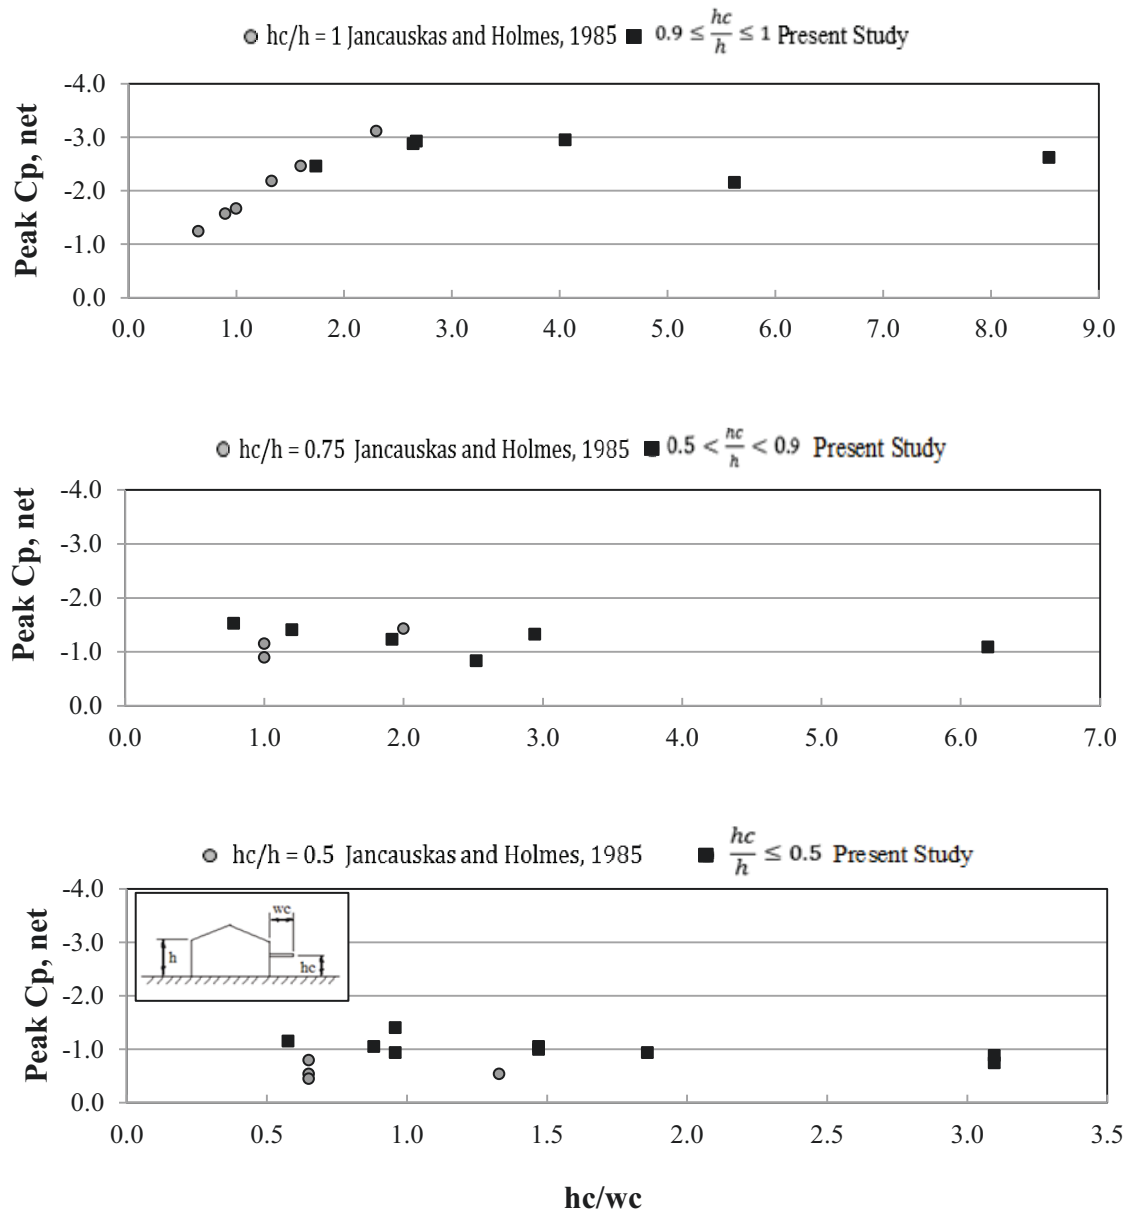 hc/h = 1 Jancauskas and Holmes, 1985 0.9 ≤ hc/h ≤ 1 Present Study
Peak Cp, net
-4.0
-3.0
-2.0
-1.0
0.0
0.0 1.0 2.0 3.0 4.0 5.0 6.0 7.0 8.0 9.0
hc/h = 0.75 Jancauskas and Holmes, 1985 0.5 < hc/h < 0.9 Present Study
Peak Cp, net
-4.0
-3.0
-2.0
-1.0
0.0
0.0 1.0 2.0 3.0 4.0 5.0 6.0 7.0
hc/h = 0.5 Jancauskas and Holmes, 1985 hc/h ≤ 0.5 Present Study
Peak Cp, net
-4.0
-3.0
-2.0
-1.0
0.0
wc
h
hc
0.0 0.5 1.0 1.5 2.0 2.5 3.0 3.5
hc/wc